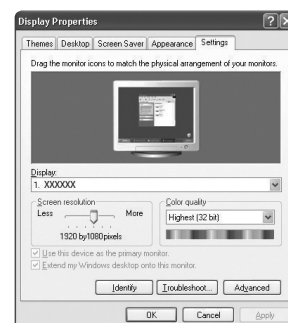 Display Properties
Themes Desktop Screen Saver Appearance Settings
Drag the monitor icons to match the physical arrangement of your monitors.
Display:
1. XXXXXX
Screen resolution
Less More
1920 by1080 pixels
Color quality
Highest (32 bit)
Use this device as the primary monitor.
Extend my Windows desktop onto this monitor.
Identify Troubleshoot... Advanced
OK Cancel Apply